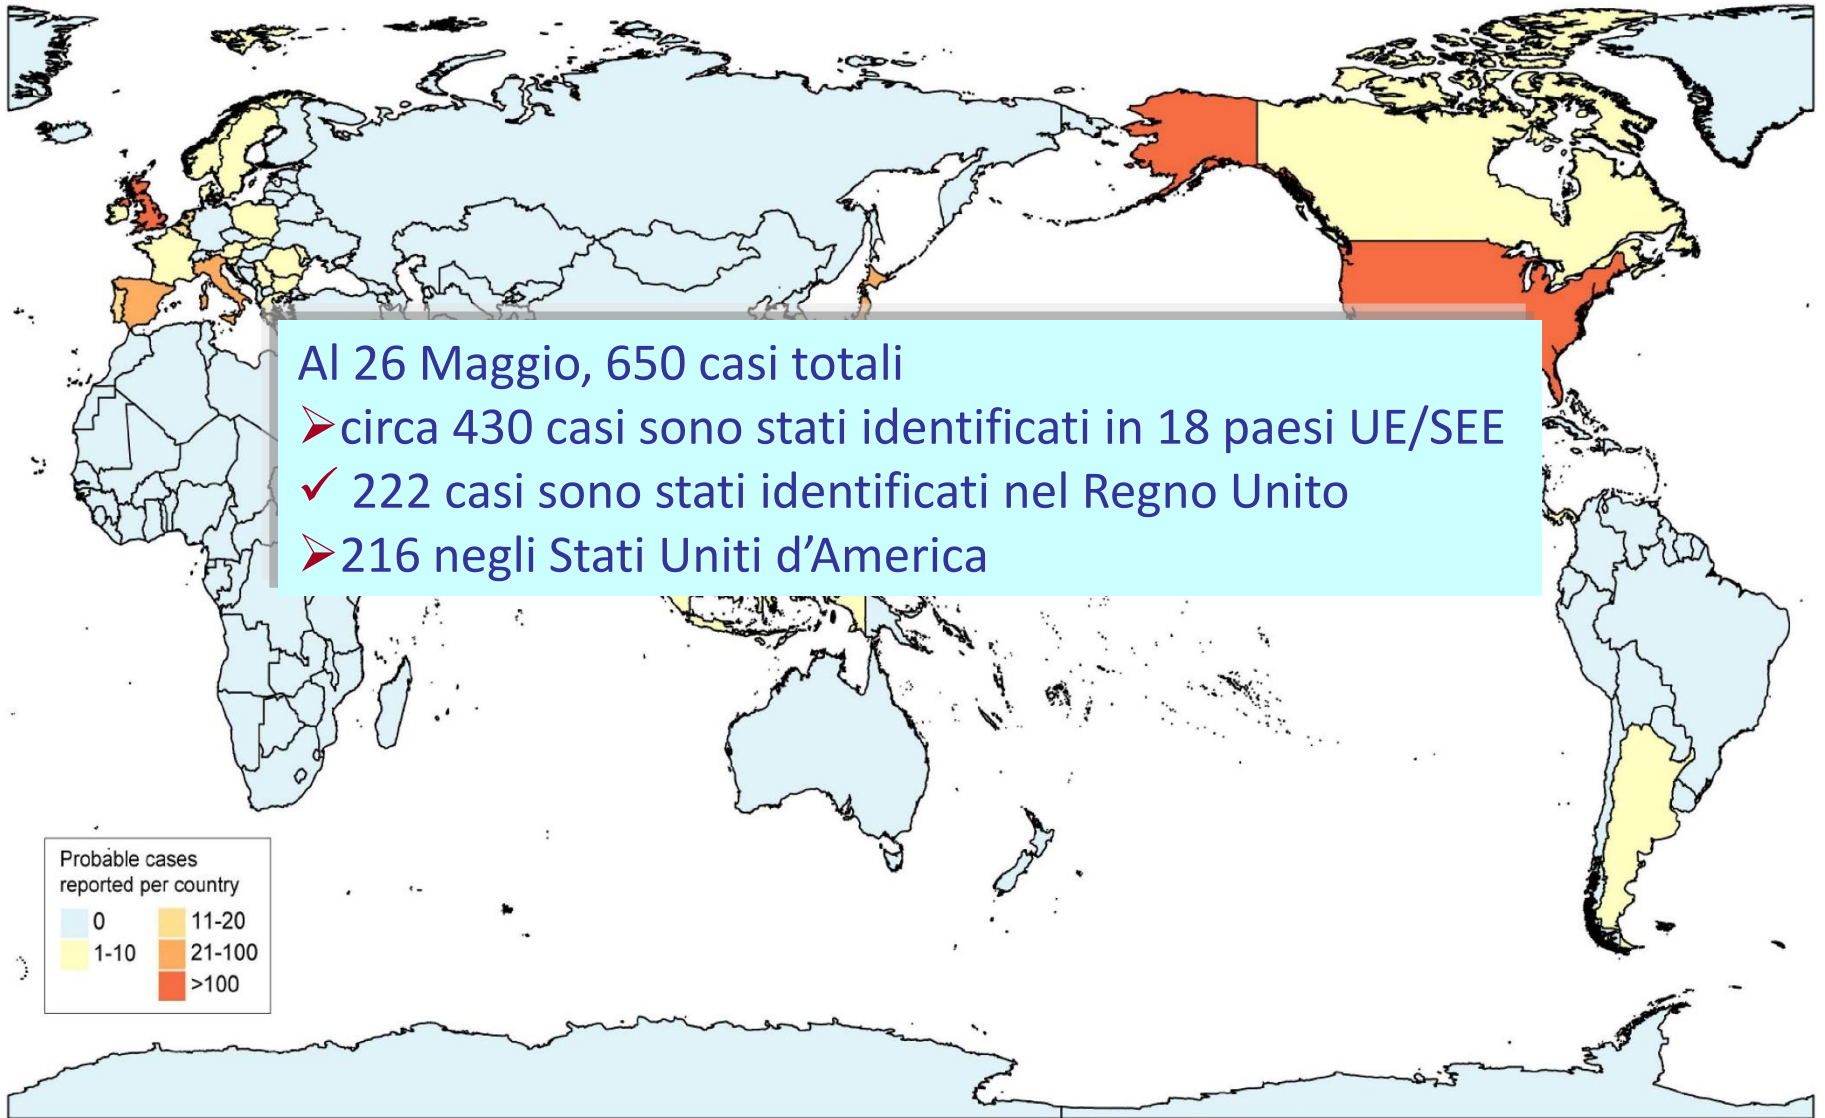 Al 26 Maggio, 650 casi totali
➢circa 430 casi sono stati identificati in 18 paesi UE/SEE
✓ 222 casi sono stati identificati nel Regno Unito
➢216 negli Stati Uniti d’America
Probable cases
reported per country
0
1-10
11-20
21-100
>100